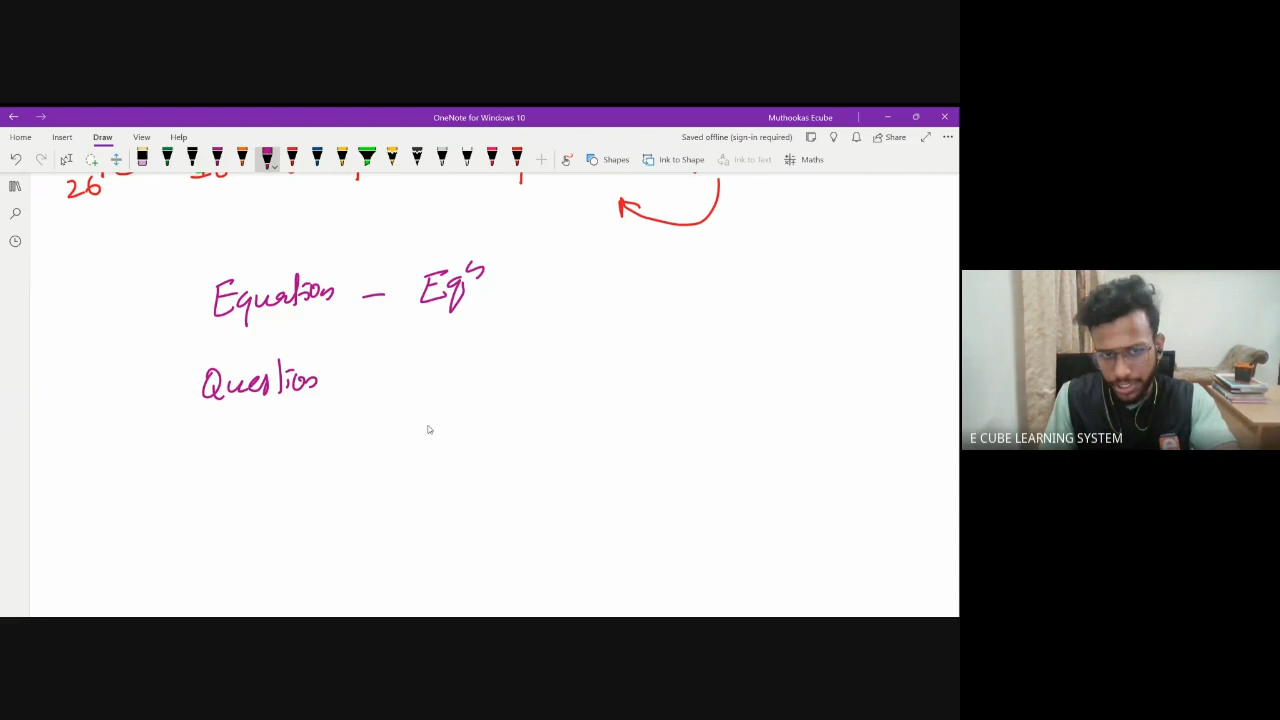 OneNote for Windows 10
Muthookas Ecube
Home Insert Draw View Help
Saved offline (sign-in required)
Share
Shapes
Ink to Shape
Ink to Text
Maths
26
Equation – Eqⁿ
Question
E CUBE LEARNING SYSTEM